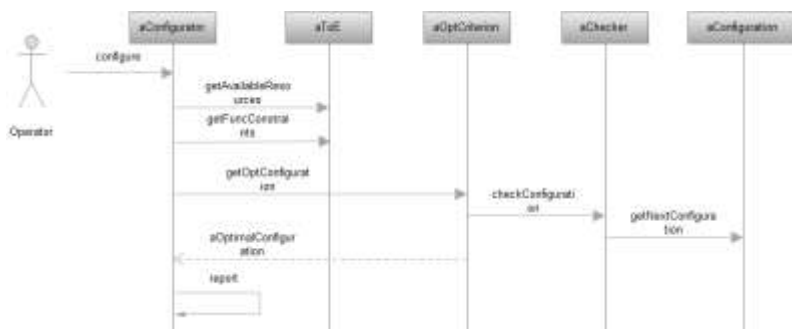 aConfigurator
aToE
aOptCriterion
aChecker
aConfiguration
configure
Operator
getAvailableReso
urces
getFuncConstrai
nts
getOptConfigurat
ion
checkConfigurati
on
getNextConfigura
tion
aOptimalConfigur
ation
report